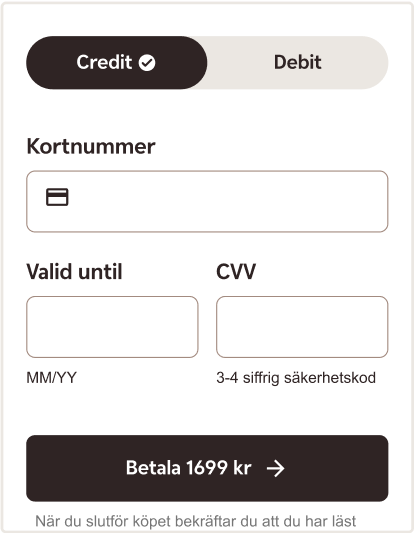 Credit
Debit
Kortnummer
Valid until
CVV
MM/YY
3-4 siffrig säkerhetskod
Betala 1699 kr →
När du slutför köpet bekräftar du att du har läst